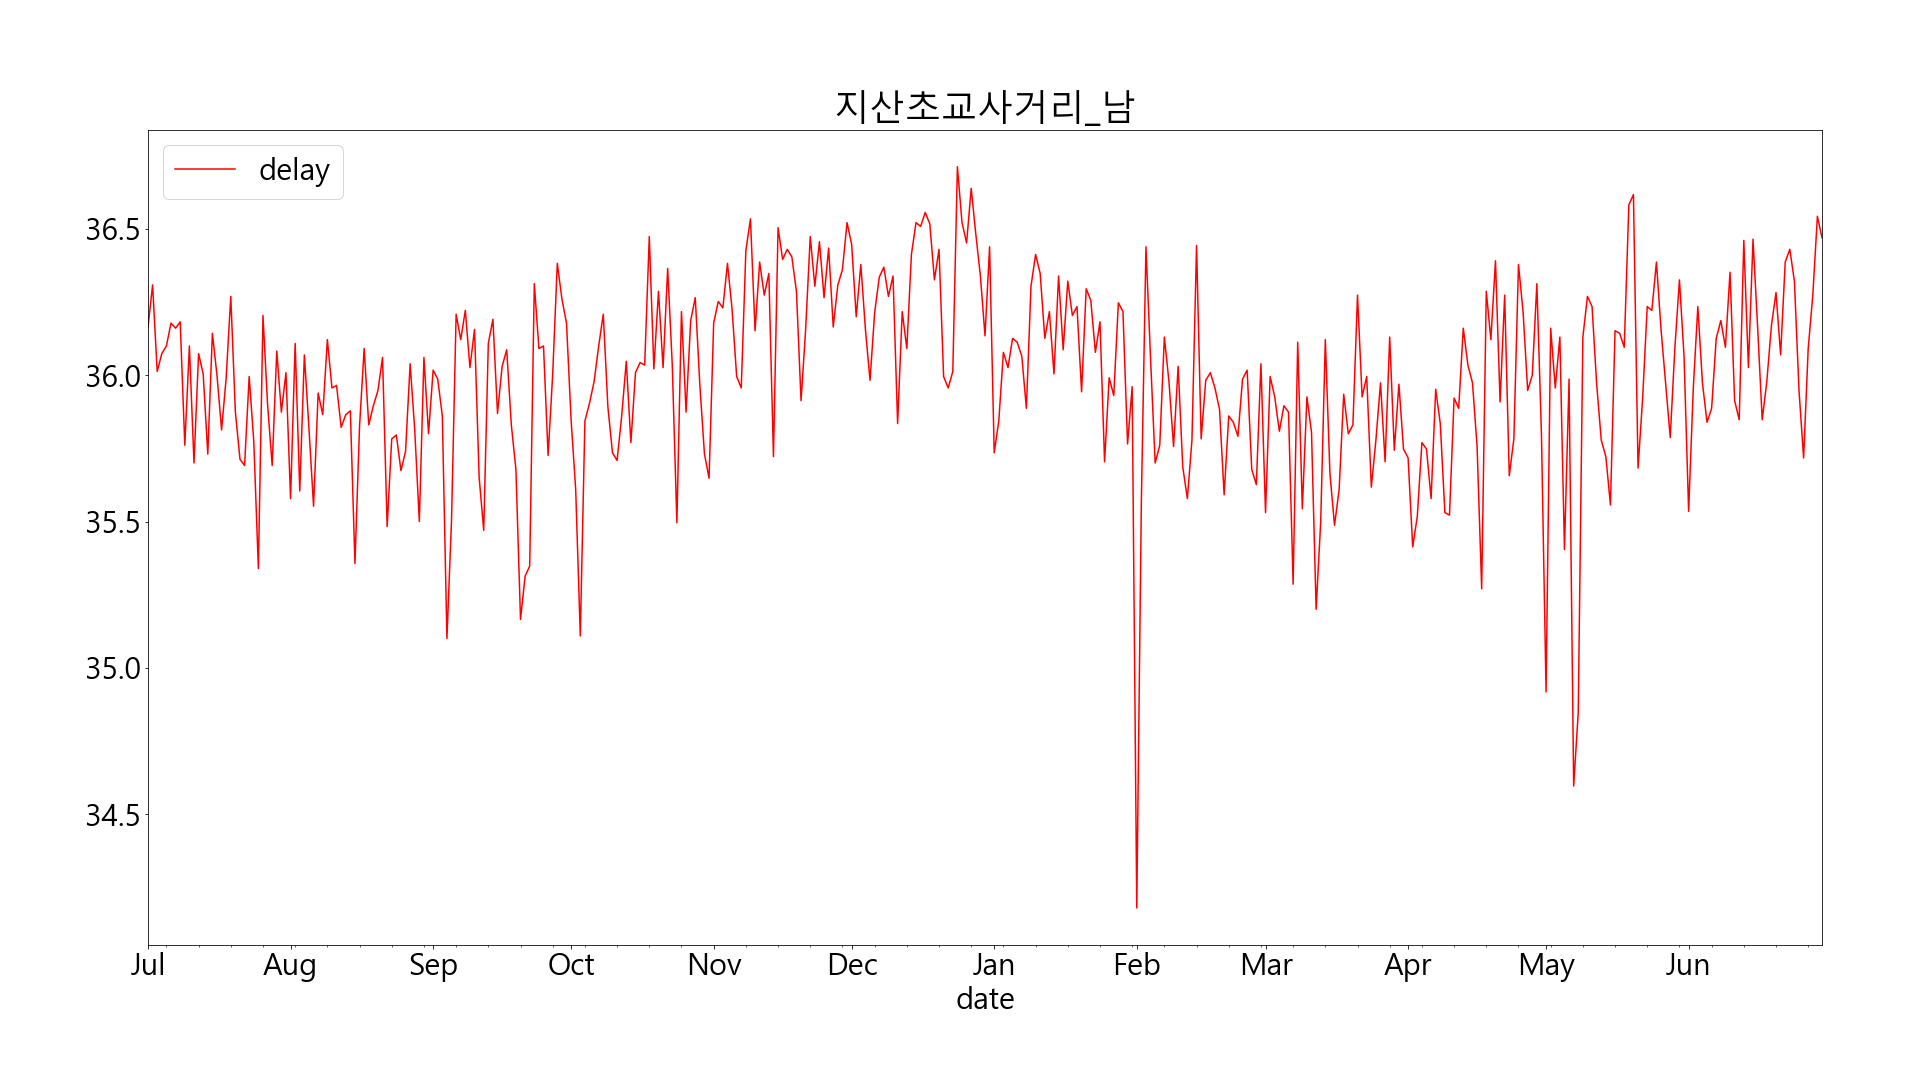 지산초교사거리_남
delay
36.5
36.0
35.5
35.0
34.5
Jul Aug Sep Oct Nov Dec Jan Feb Mar Apr May Jun
date